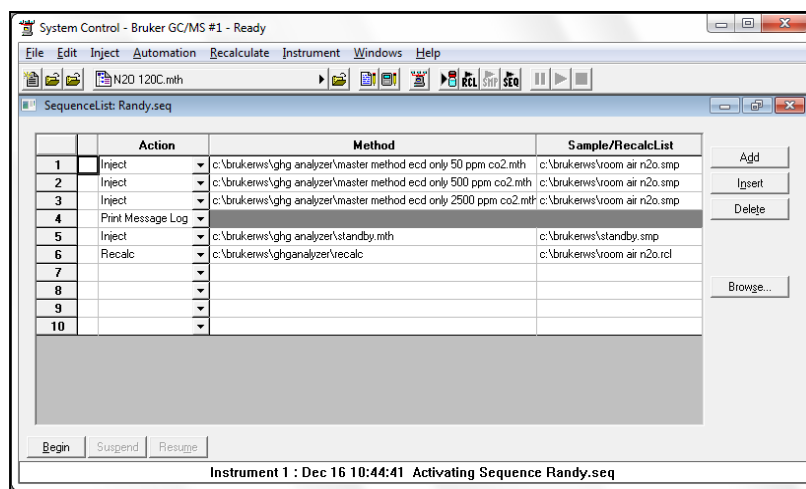 System Control - Bruker GC/MS #1 - Ready
File Edit Inject Automation Recalculate Instrument Windows Help
N2O 120C.mth RCL SMP SEQ
SequenceList: Randy.seq
Action Method Sample/RecalcList
1 Inject c:\brukerws\ghg analyzer\master method ecd only 50 ppm co2.mth c:\brukerws\room air n2o.smp
2 Inject c:\brukerws\ghg analyzer\master method ecd only 500 ppm co2.mth c:\brukerws\room air n2o.smp
3 Inject c:\brukerws\ghg analyzer\master method ecd only 2500 ppm co2.mth c:\brukerws\room air n2o.smp
4 Print Message Log
5 Inject c:\brukerws\ghg analyzer\standby.mth c:\brukerws\standby.smp
6 Recalc c:\brukerws\ghganalyzer\recalc c:\brukerws\room air n2o.rcl
7
8
9
10
Add
Insert
Delete
Browse...
Begin Suspend Resume
Instrument 1 : Dec 16 10:44:41 Activating Sequence Randy.seq